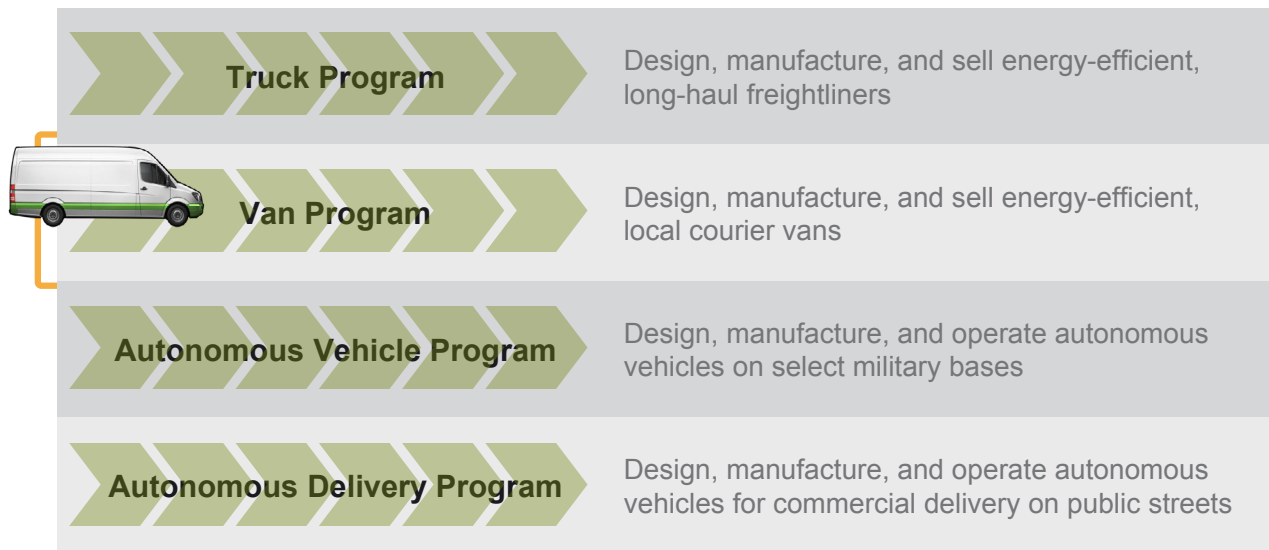 Truck Program
Design, manufacture, and sell energy-efficient,
long-haul freightliners
Van Program
Design, manufacture, and sell energy-efficient,
local courier vans
Autonomous Vehicle Program
Design, manufacture, and operate autonomous
vehicles on select military bases
Autonomous Delivery Program
Design, manufacture, and operate autonomous
vehicles for commercial delivery on public streets